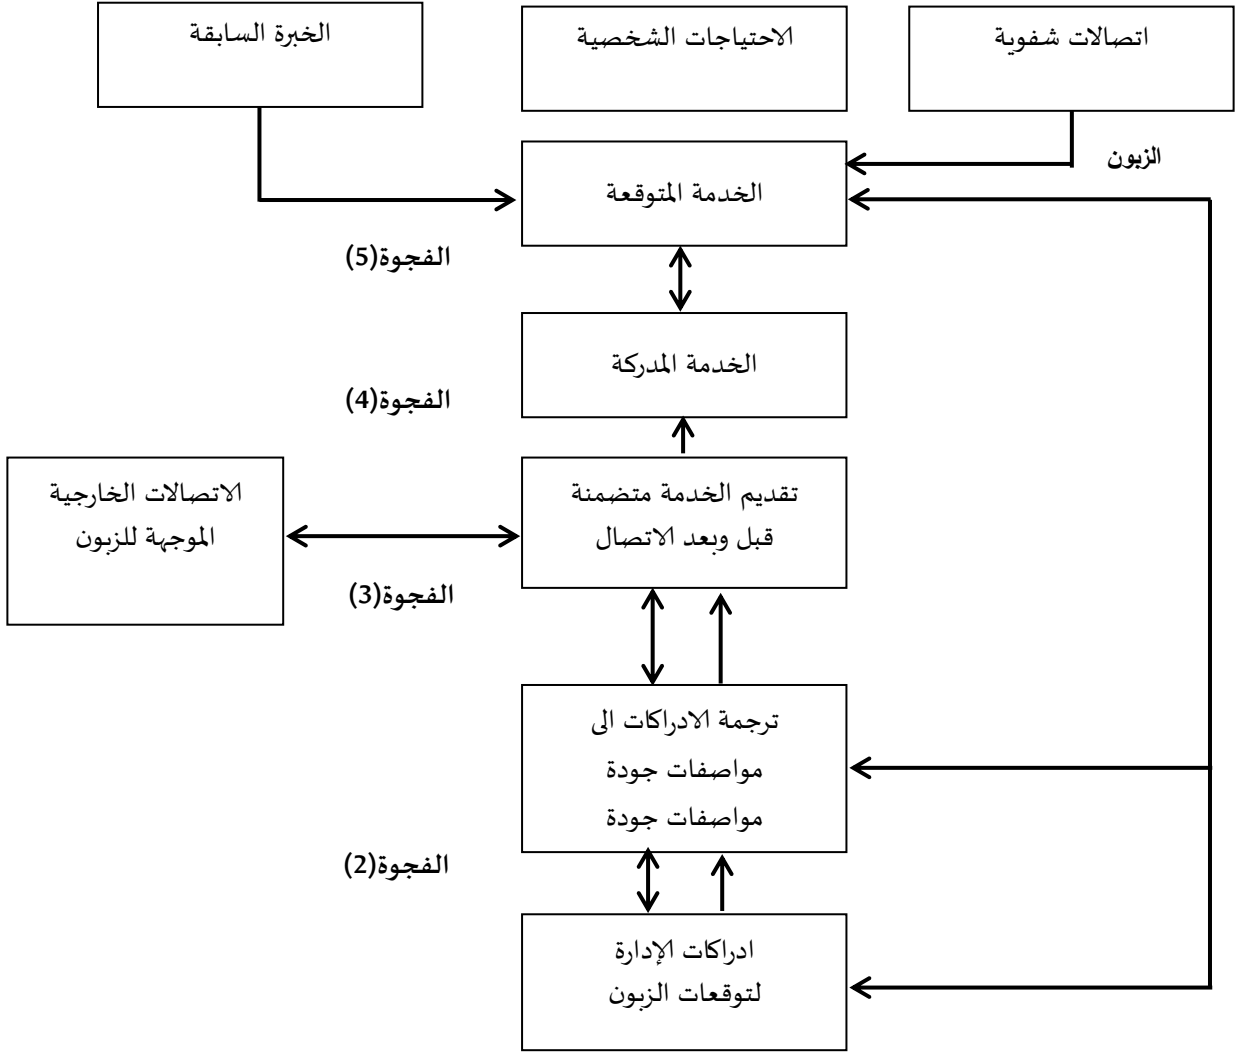 اتصالات شفوية
الاحتياجات الشخصية
الخبرة السابقة
الزبون
الخدمة المتوقعة
الفجوة(5)
الخدمة المدركة
الفجوة(4)
تقديم الخدمة متضمنة
قبل وبعد الاتصال
الاتصالات الخارجية
الموجهة للزبون
الفجوة(3)
ترجمة الادراكات الى
مواصفات جودة
مواصفات جودة
الفجوة(2)
ادراكات الإدارة
لتوقعات الزبون